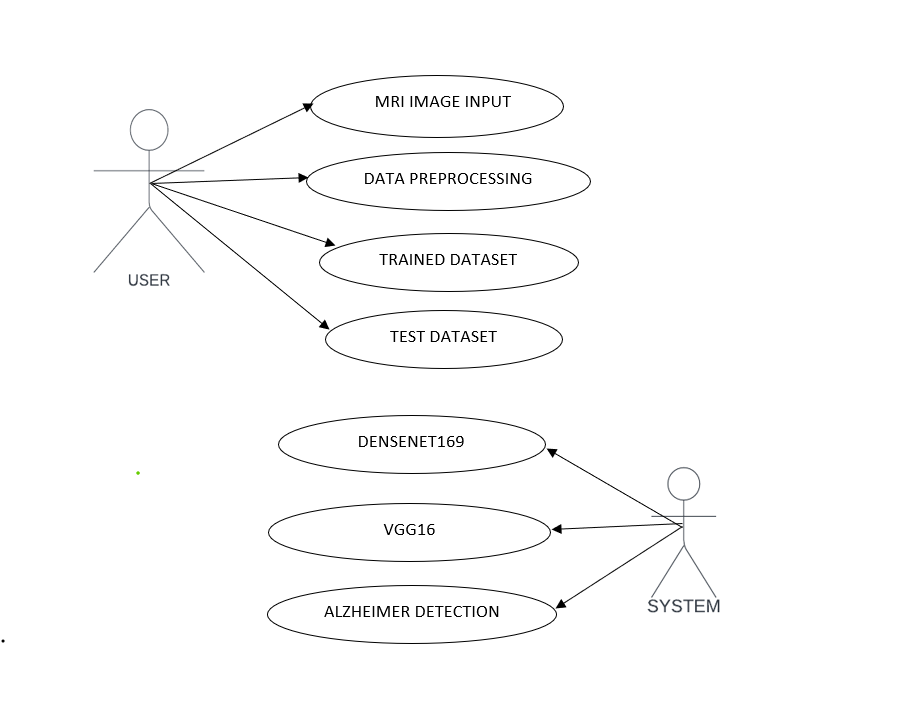 MRI IMAGE INPUT
DATA PREPROCESSING
TRAINED DATASET
USER
TEST DATASET
DENSENET169
VGG16
ALZHEIMER DETECTION
SYSTEM